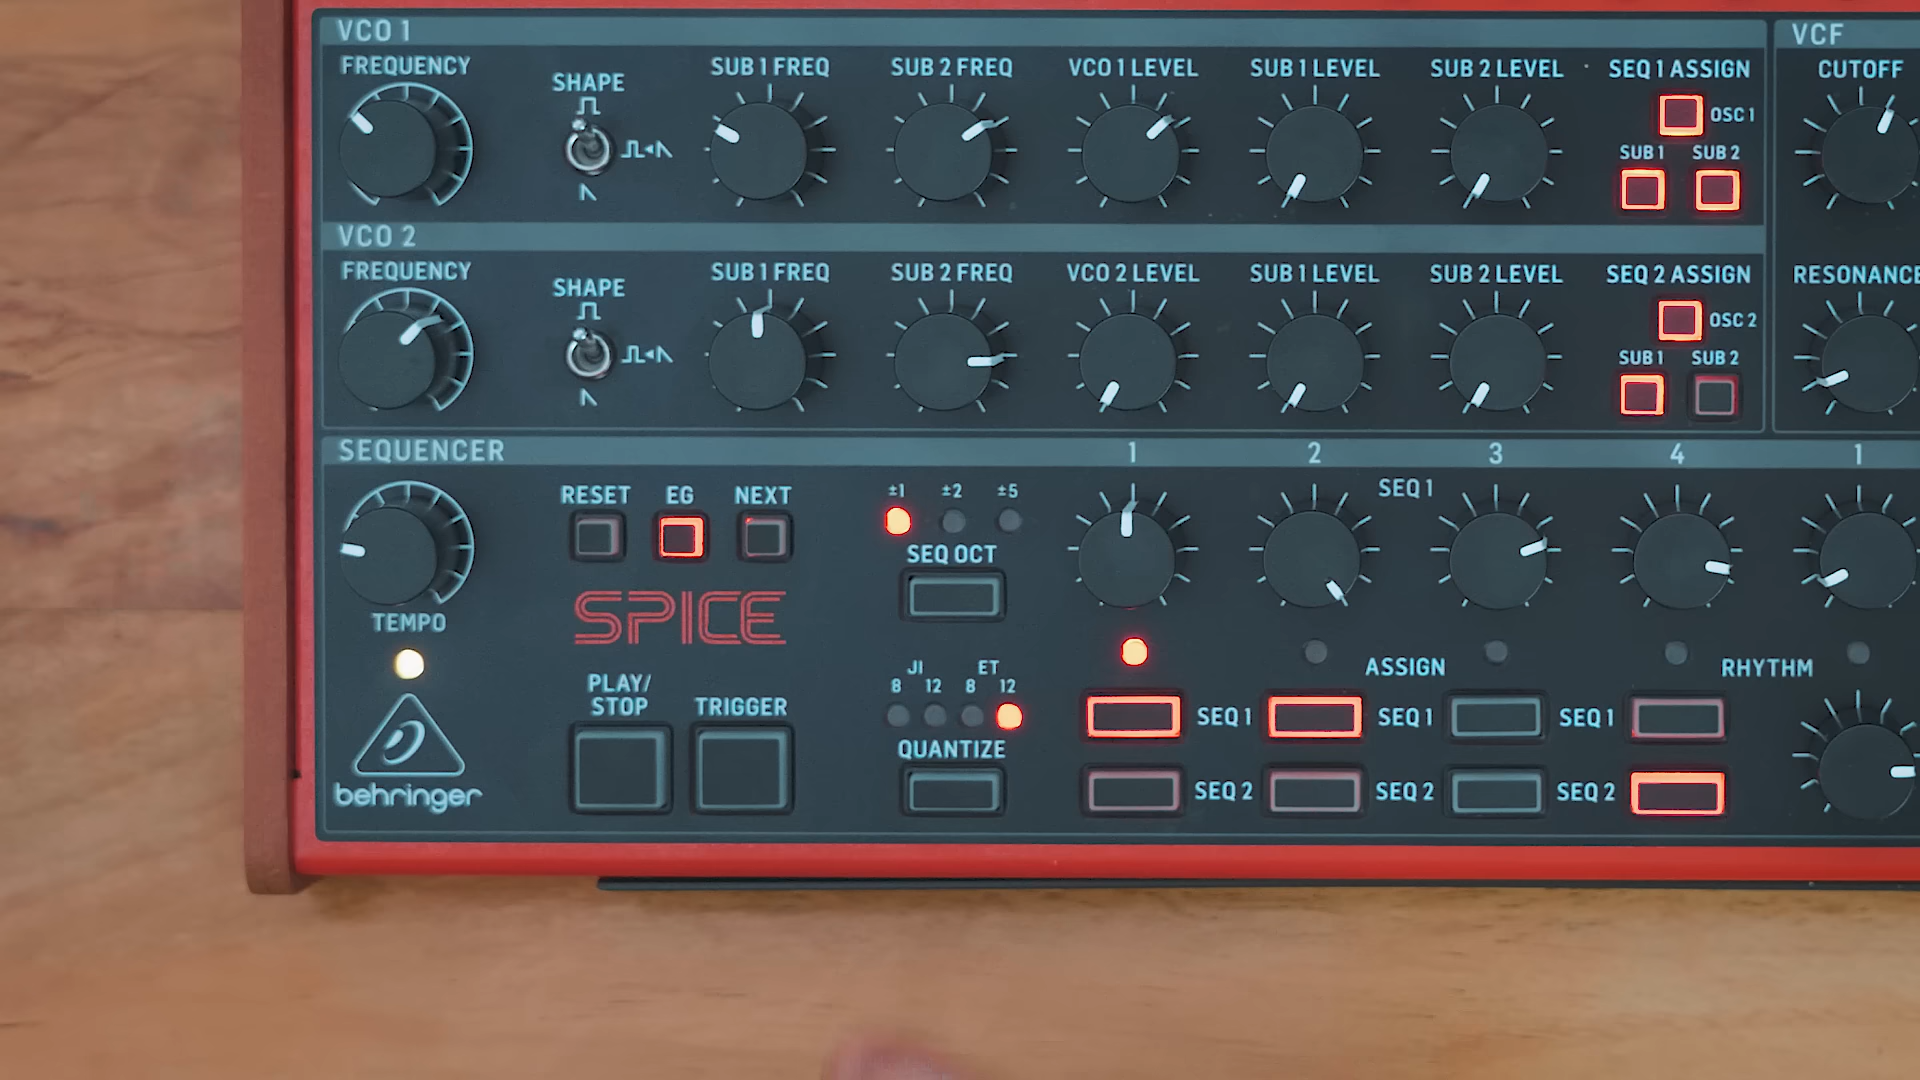 VCO 1
VCF
FREQUENCY
SHAPE
SUB 1 FREQ
SUB 2 FREQ
VCO 1 LEVEL
SUB 1 LEVEL
SUB 2 LEVEL
SEQ 1 ASSIGN
CUTOFF
OSC 1
SUB 1
SUB 2
VCO 2
FREQUENCY
SHAPE
SUB 1 FREQ
SUB 2 FREQ
VCO 2 LEVEL
SUB 1 LEVEL
SUB 2 LEVEL
SEQ 2 ASSIGN
RESONANCE
OSC 2
SUB 1
SUB 2
SEQUENCER
1
2
3
4
1
RESET
EG
NEXT
±1
±2
±5
SEQ 1
SEQ OCT
SPICE
TEMPO
JI
ET
8
12
8
12
ASSIGN
RHYTHM
PLAY/
STOP
TRIGGER
SEQ 1
SEQ 1
SEQ 1
QUANTIZE
behringer
SEQ 2
SEQ 2
SEQ 2